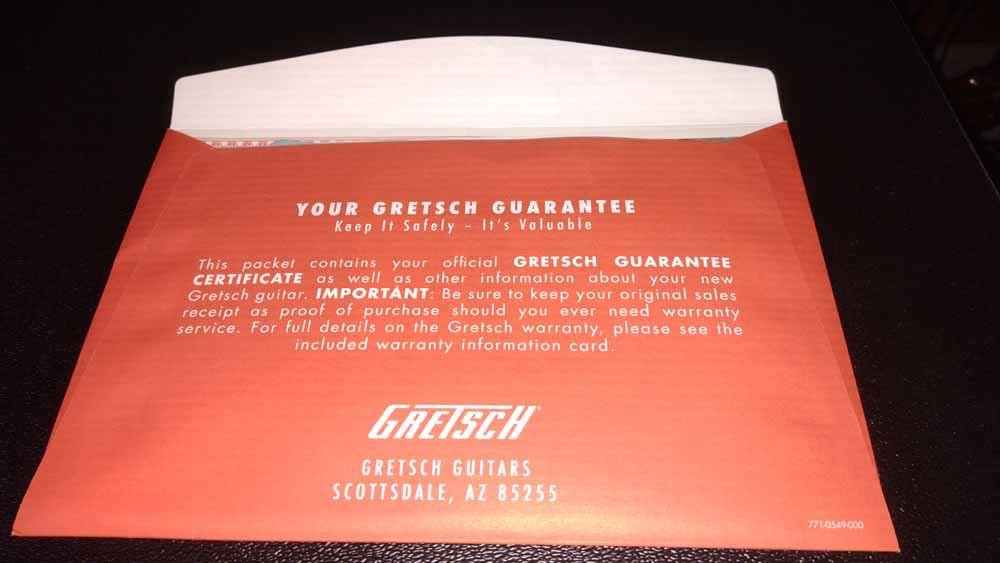 YOUR GRETSCH GUARANTEE
Keep It Safely - It's Valuable
This packet contains your official GRETSCH GUARANTEE
CERTIFICATE as well as other information about your new
Gretsch guitar. IMPORTANT: Be sure to keep your original sales
receipt as proof of purchase should you ever need warranty
service. For full details on the Gretsch warranty, please see the
included warranty information card.
GRETSCH®
GRETSCH GUITARS
SCOTTSDALE, AZ 85255
771-0549-000